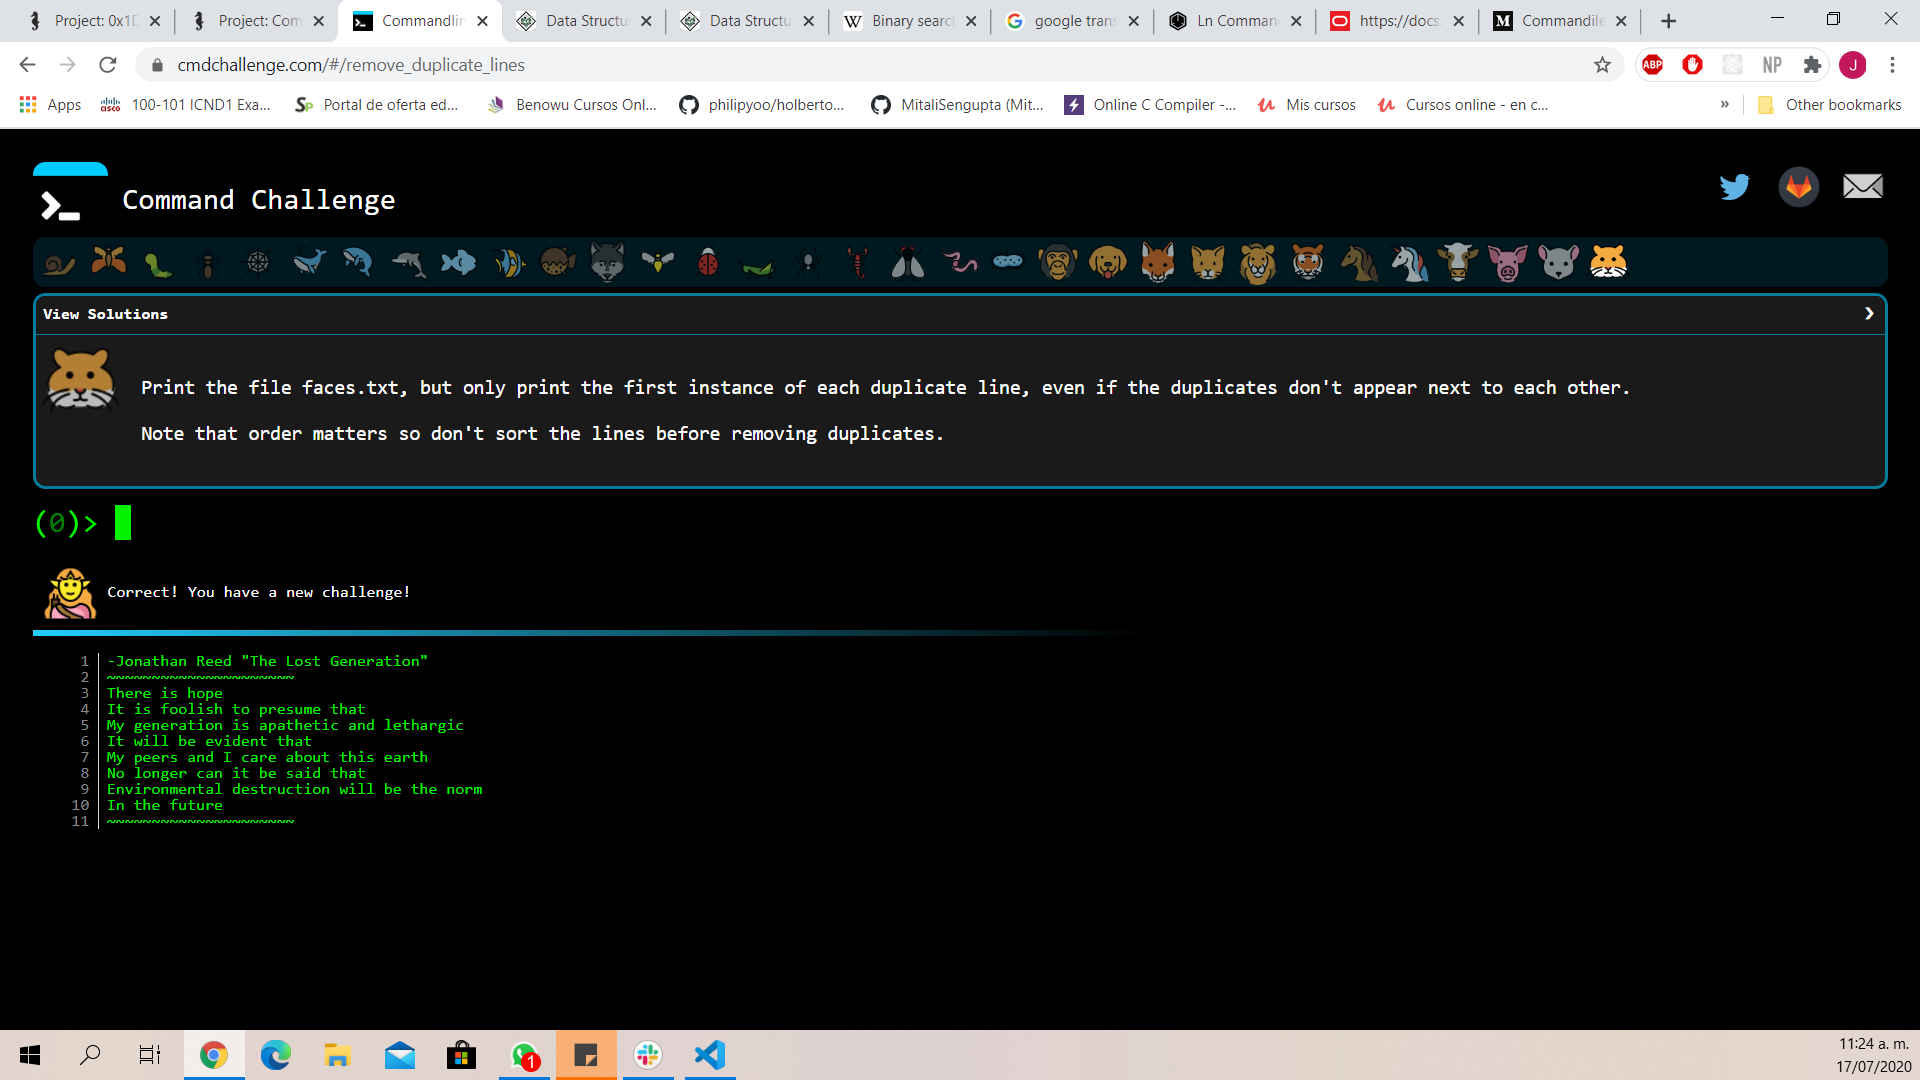 Project: 0x1D
Project: Com
Commandlin
Data Structu
Data Structu
Binary searc
google trans
Ln Comman
https://docs.
Commandlie
cmdchallenge.com/#/remove_duplicate_lines
ABP
NP
J
Apps
cisco
100-101 ICND1 Exa...
Portal de oferta ed...
Benowu Cursos Onl...
philipyoo/holberto...
MitaliSengupta (Mit...
Online C Compiler -...
Mis cursos
Cursos online - en c...
»
Other bookmarks
>_
Command Challenge
View Solutions
Print the file faces.txt, but only print the first instance of each duplicate line, even if the duplicates don't appear next to each other.
Note that order matters so don't sort the lines before removing duplicates.
(0)>
Correct! You have a new challenge!
1 -Jonathan Reed "The Lost Generation"
2 ~~~~~~~~~~~~~~~~~~~~~
3 There is hope
4 It is foolish to presume that
5 My generation is apathetic and lethargic
6 It will be evident that
7 My peers and I care about this earth
8 No longer can it be said that
9 Environmental destruction will be the norm
10 In the future
11 ~~~~~~~~~~~~~~~~~~~~~
1
11:24 a. m.
17/07/2020